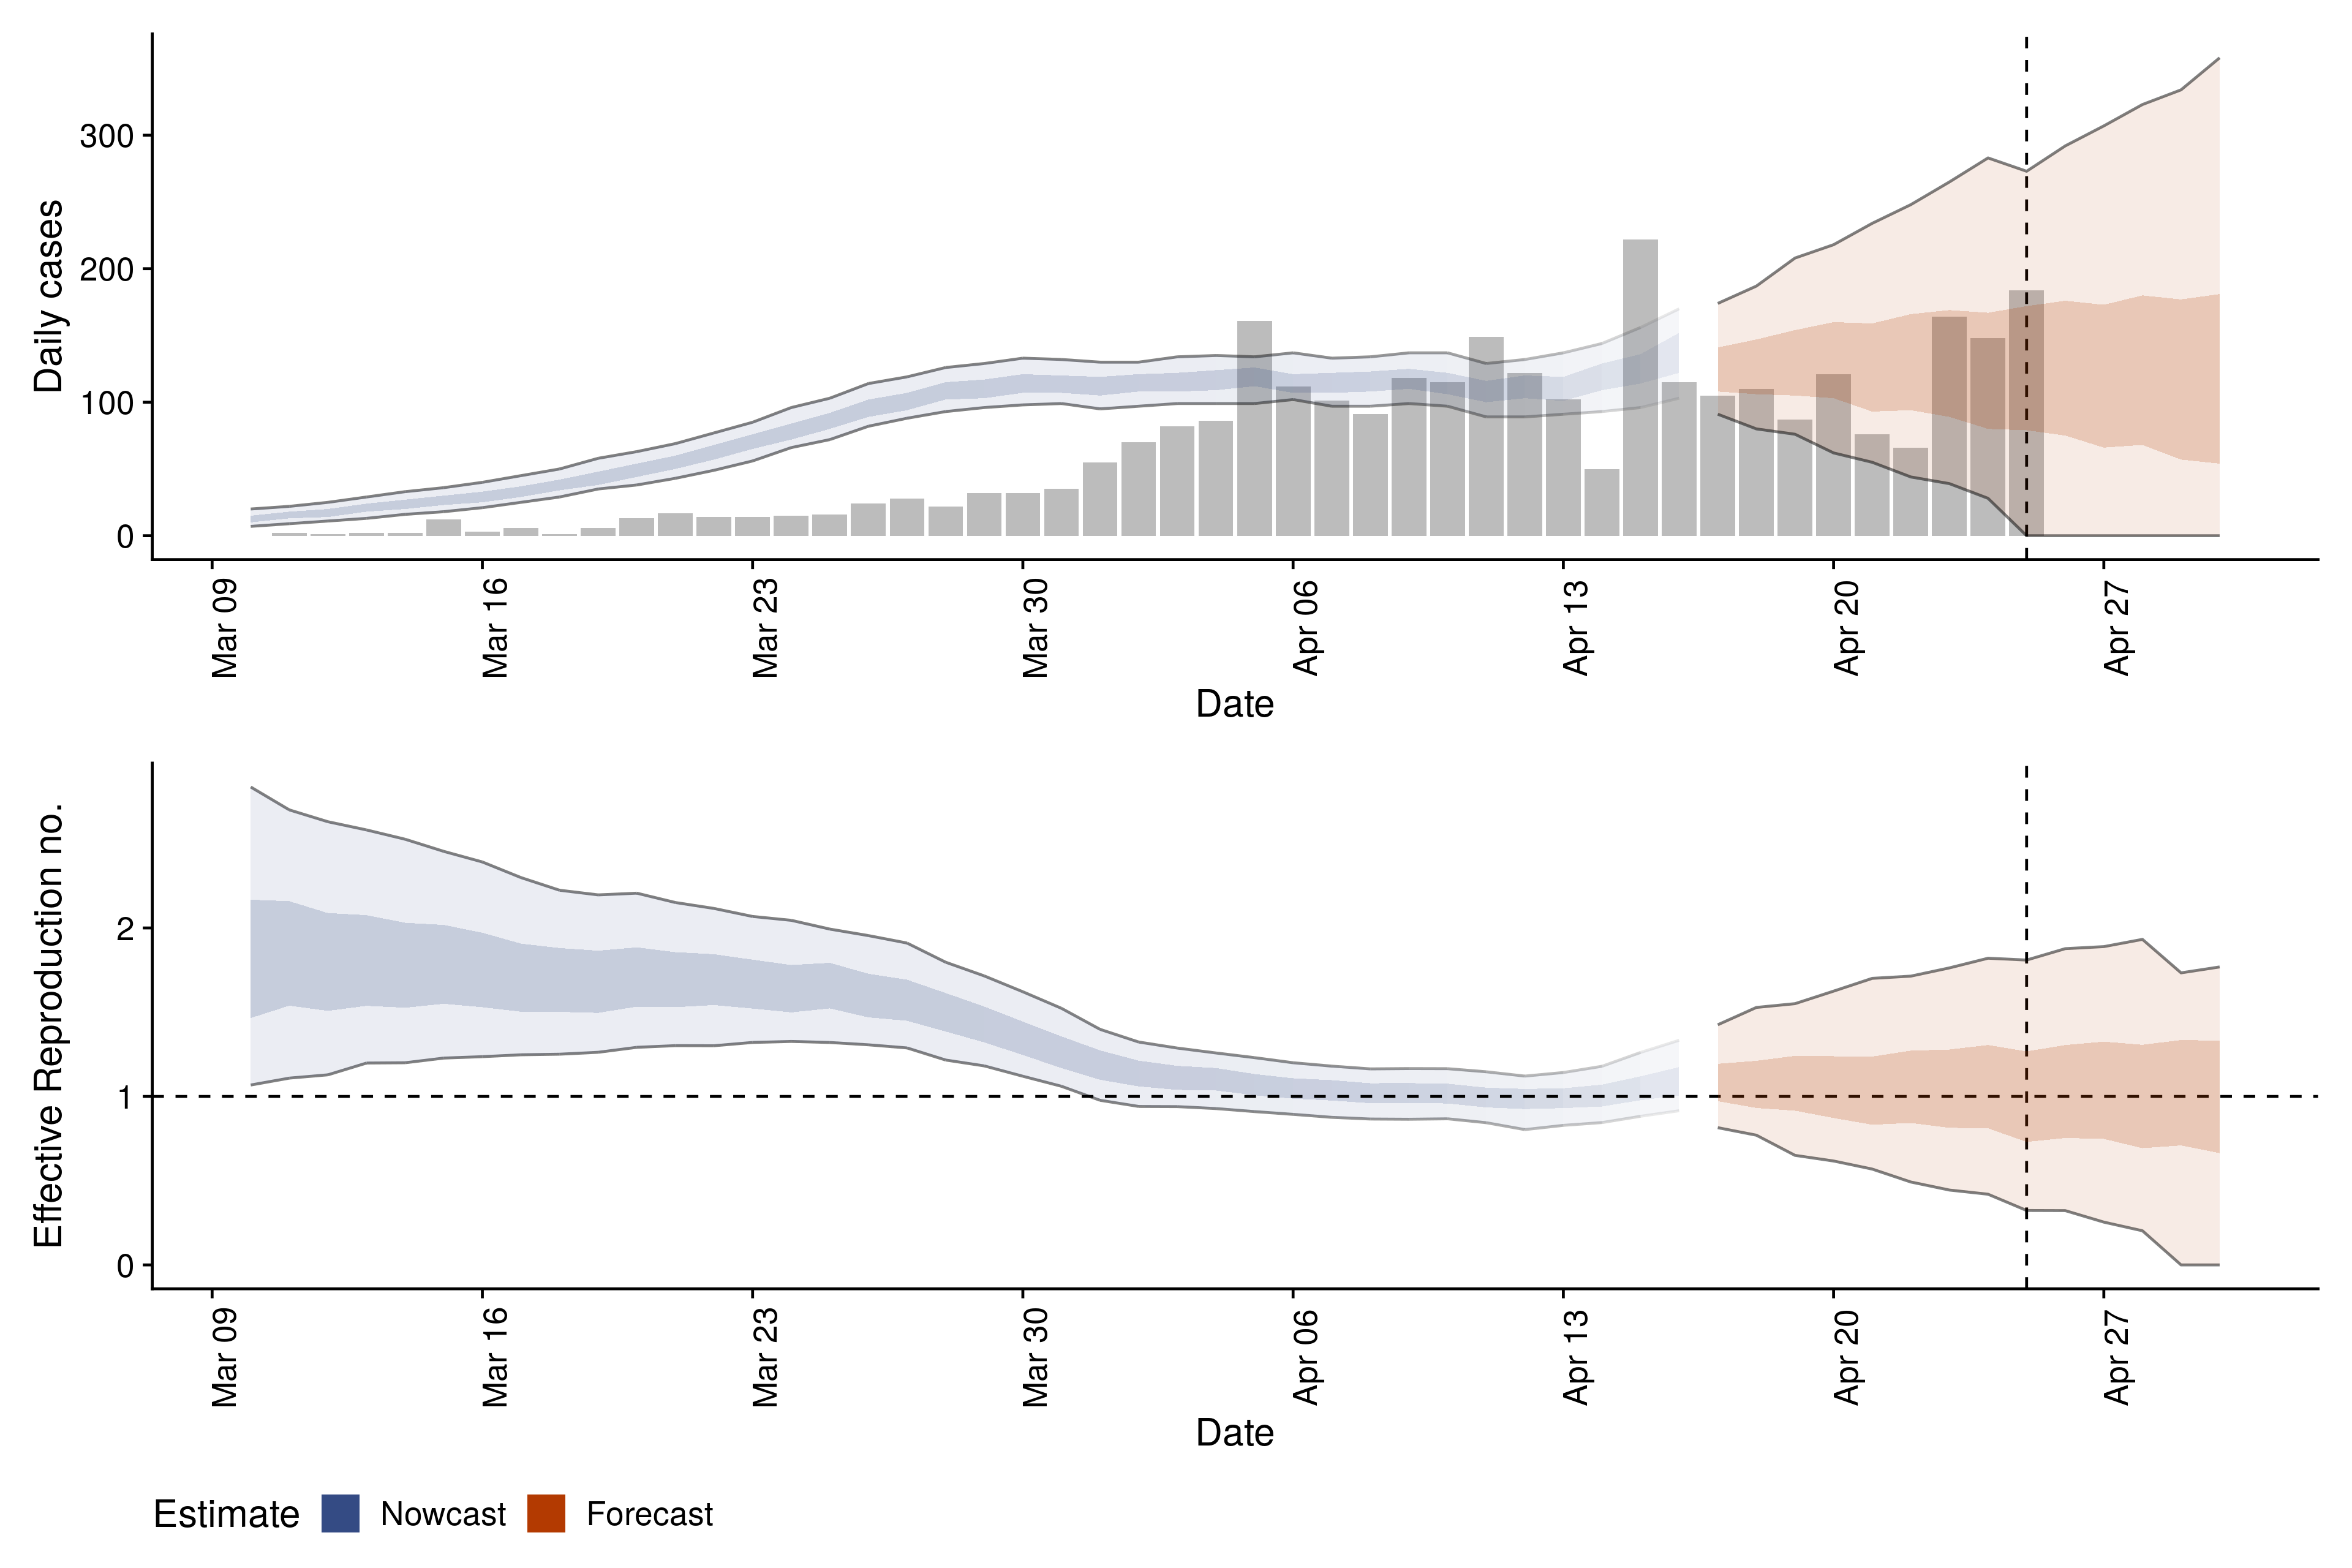 Daily cases
300
200
100
0
Mar 09
Mar 16
Mar 23
Mar 30
Apr 06
Apr 13
Apr 20
Apr 27
Date
Effective Reproduction no.
2
1
0
Mar 09
Mar 16
Mar 23
Mar 30
Apr 06
Apr 13
Apr 20
Apr 27
Date
Estimate Nowcast Forecast